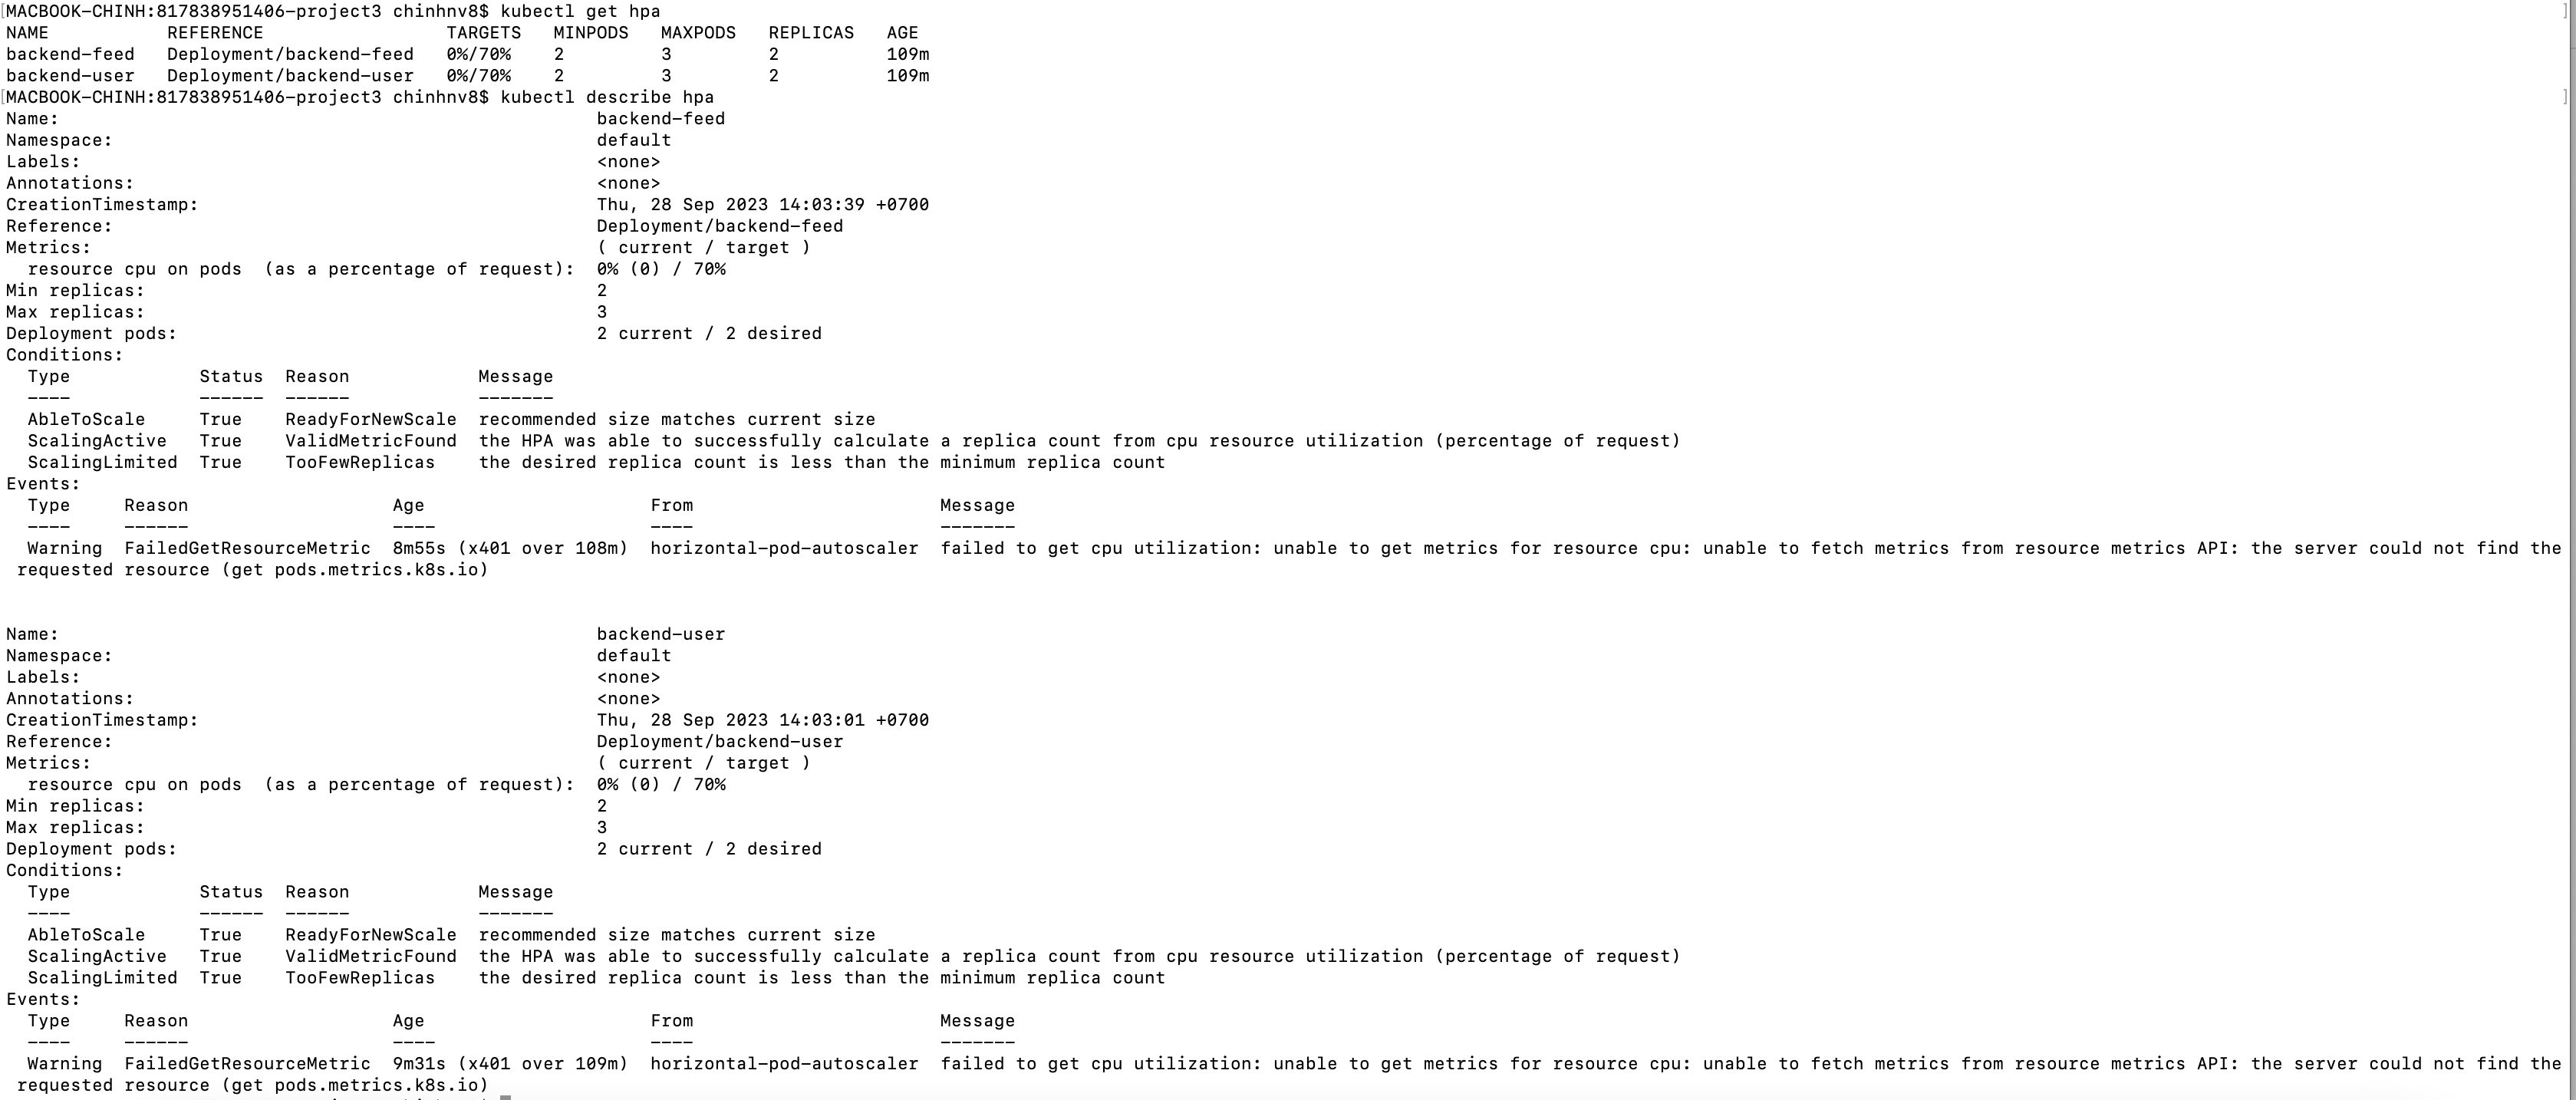 [MACBOOK-CHINH:817838951406-project3 chinhnv8$ kubectl get hpa ]
NAME REFERENCE TARGETS MINPODS MAXPODS REPLICAS AGE
backend-feed Deployment/backend-feed 0%/70% 2 3 2 109m
backend-user Deployment/backend-user 0%/70% 2 3 2 109m
[MACBOOK-CHINH:817838951406-project3 chinhnv8$ kubectl describe hpa ]
Name: backend-feed
Namespace: default
Labels: <none>
Annotations: <none>
CreationTimestamp: Thu, 28 Sep 2023 14:03:39 +0700
Reference: Deployment/backend-feed
Metrics: ( current / target )
resource cpu on pods (as a percentage of request): 0% (0) / 70%
Min replicas: 2
Max replicas: 3
Deployment pods: 2 current / 2 desired
Conditions:
Type Status Reason Message
---- ------ ------ -------
AbleToScale True ReadyForNewScale recommended size matches current size
ScalingActive True ValidMetricFound the HPA was able to successfully calculate a replica count from cpu resource utilization (percentage of request)
ScalingLimited True TooFewReplicas the desired replica count is less than the minimum replica count
Events:
Type Reason Age From Message
---- ------ ---- ---- -------
Warning FailedGetResourceMetric 8m55s (x401 over 108m) horizontal-pod-autoscaler failed to get cpu utilization: unable to get metrics for resource cpu: unable to fetch metrics from resource metrics API: the server could not find the
requested resource (get pods.metrics.k8s.io)
Name: backend-user
Namespace: default
Labels: <none>
Annotations: <none>
CreationTimestamp: Thu, 28 Sep 2023 14:03:01 +0700
Reference: Deployment/backend-user
Metrics: ( current / target )
resource cpu on pods (as a percentage of request): 0% (0) / 70%
Min replicas: 2
Max replicas: 3
Deployment pods: 2 current / 2 desired
Conditions:
Type Status Reason Message
---- ------ ------ -------
AbleToScale True ReadyForNewScale recommended size matches current size
ScalingActive True ValidMetricFound the HPA was able to successfully calculate a replica count from cpu resource utilization (percentage of request)
ScalingLimited True TooFewReplicas the desired replica count is less than the minimum replica count
Events:
Type Reason Age From Message
---- ------ ---- ---- -------
Warning FailedGetResourceMetric 9m31s (x401 over 109m) horizontal-pod-autoscaler failed to get cpu utilization: unable to get metrics for resource cpu: unable to fetch metrics from resource metrics API: the server could not find the
requested resource (get pods.metrics.k8s.io)